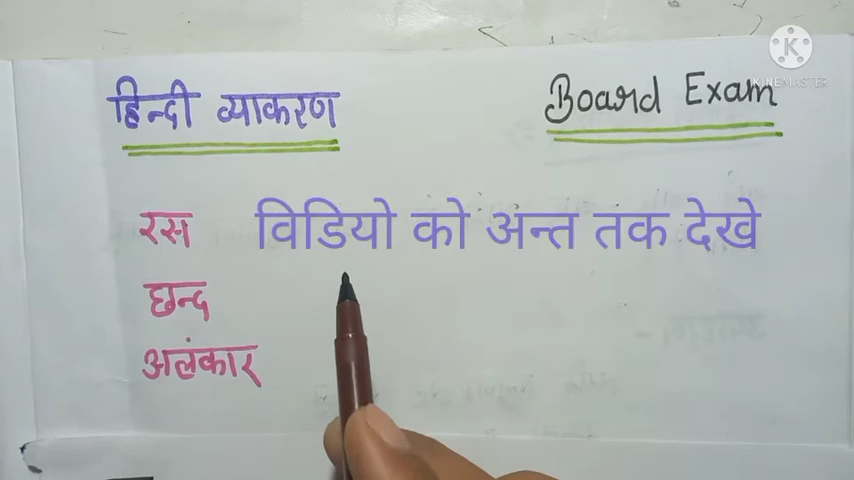 हिन्दी व्याकरण
Board Exam
KINEMASTER
रस
विडियो को अन्त तक देखे
छन्द
अलंकार